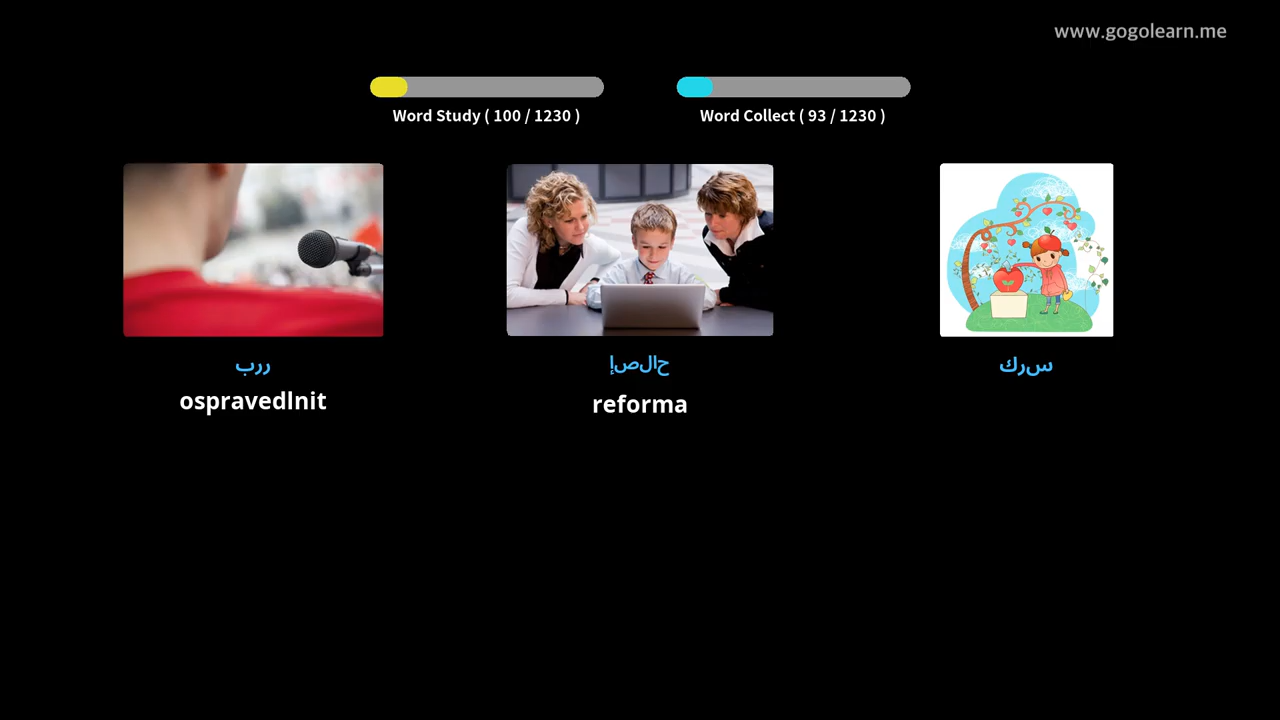 www.gogolearn.me
Word Study ( 100 / 1230 )
Word Collect ( 93 / 1230 )
ررب
ospravedlnit
حالصإ
reforma
سرك